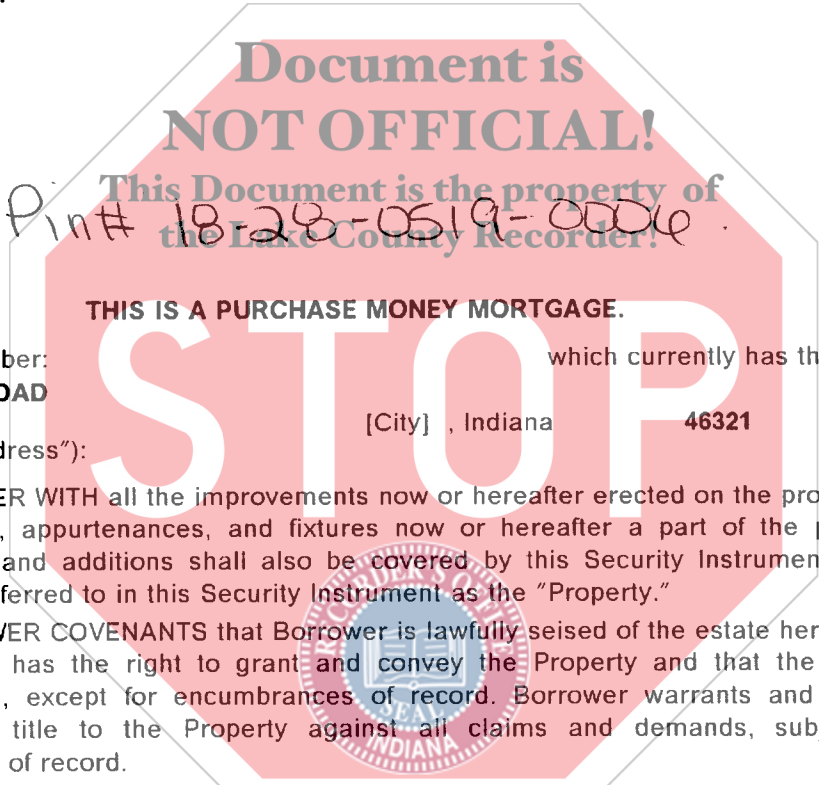 Document is
NOT OFFICIAL!
This Document is the property of
the Lake County Recorder!
Pin# 18-28-0519-0006.
THIS IS A PURCHASE MONEY MORTGAGE.
ber: which currently has th
OAD
[City] , Indiana 46321
dress"):
ER WITH all the improvements now or hereafter erected on the pro
, appurtenances, and fixtures now or hereafter a part of the p
and additions shall also be covered by this Security Instrumen
ferred to in this Security Instrument as the "Property."
VER COVENANTS that Borrower is lawfully seised of the estate her
has the right to grant and convey the Property and that the
, except for encumbrances of record. Borrower warrants and
title to the Property against all claims and demands, sub
of record.
STOP
RECORDER'S OFFICE
SEAL
INDIANA